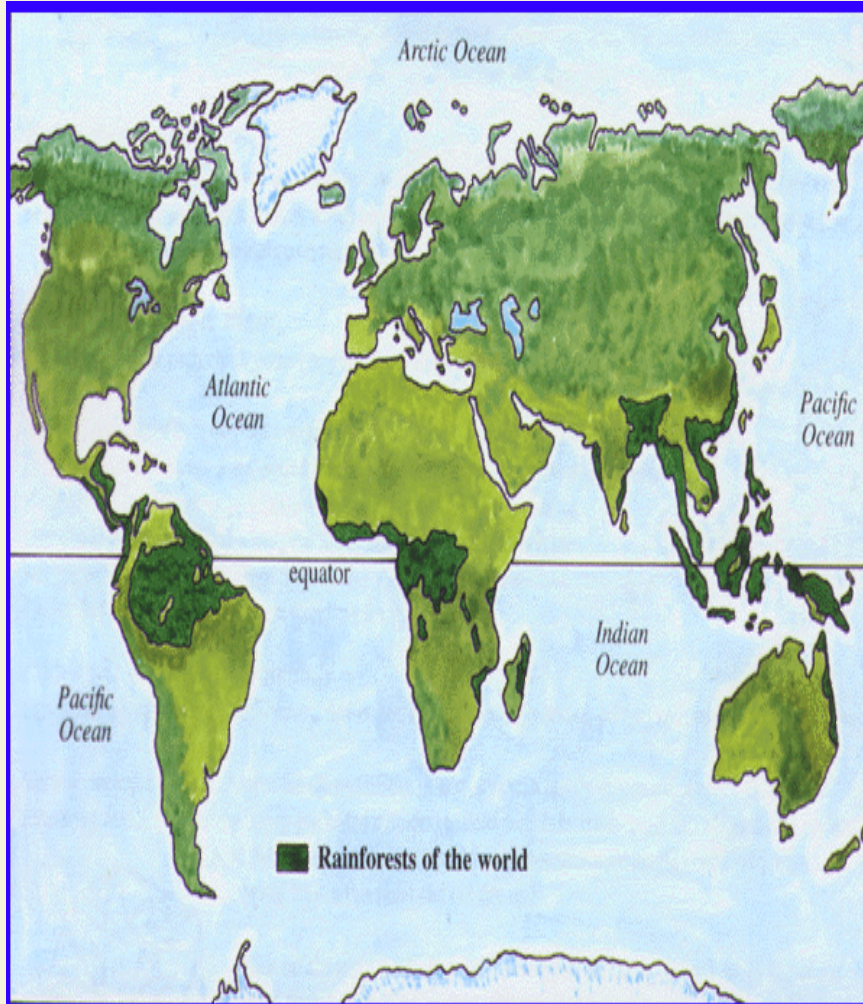 Arctic Ocean
Atlantic
Ocean
Pacific
Ocean
equator
Indian
Ocean
Pacific
Ocean
Rainforests of the world